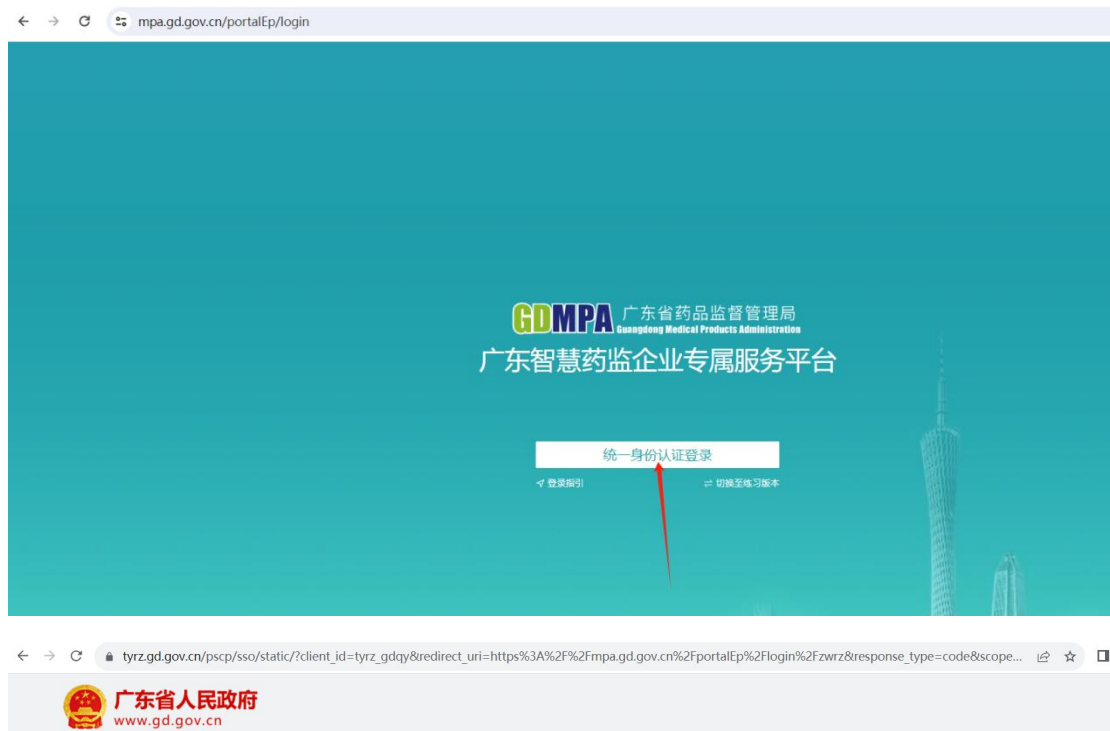 mpa.gd.gov.cn/portalEp/login
GDMPA 广东省药品监督管理局
Guangdong Medical Products Administration
广东智慧药监企业专属服务平台
统一身份认证登录
登录指引 切换至练习版本
tyrz.gd.gov.cn/pscp/sso/static/?client_id=tyrz_gdqy&redirect_uri=https%3A%2F%2Fmpa.gd.gov.cn%2FportalEp%2Flogin%2Fzwrz&response_type=code&scope...
广东省人民政府
www.gd.gov.cn